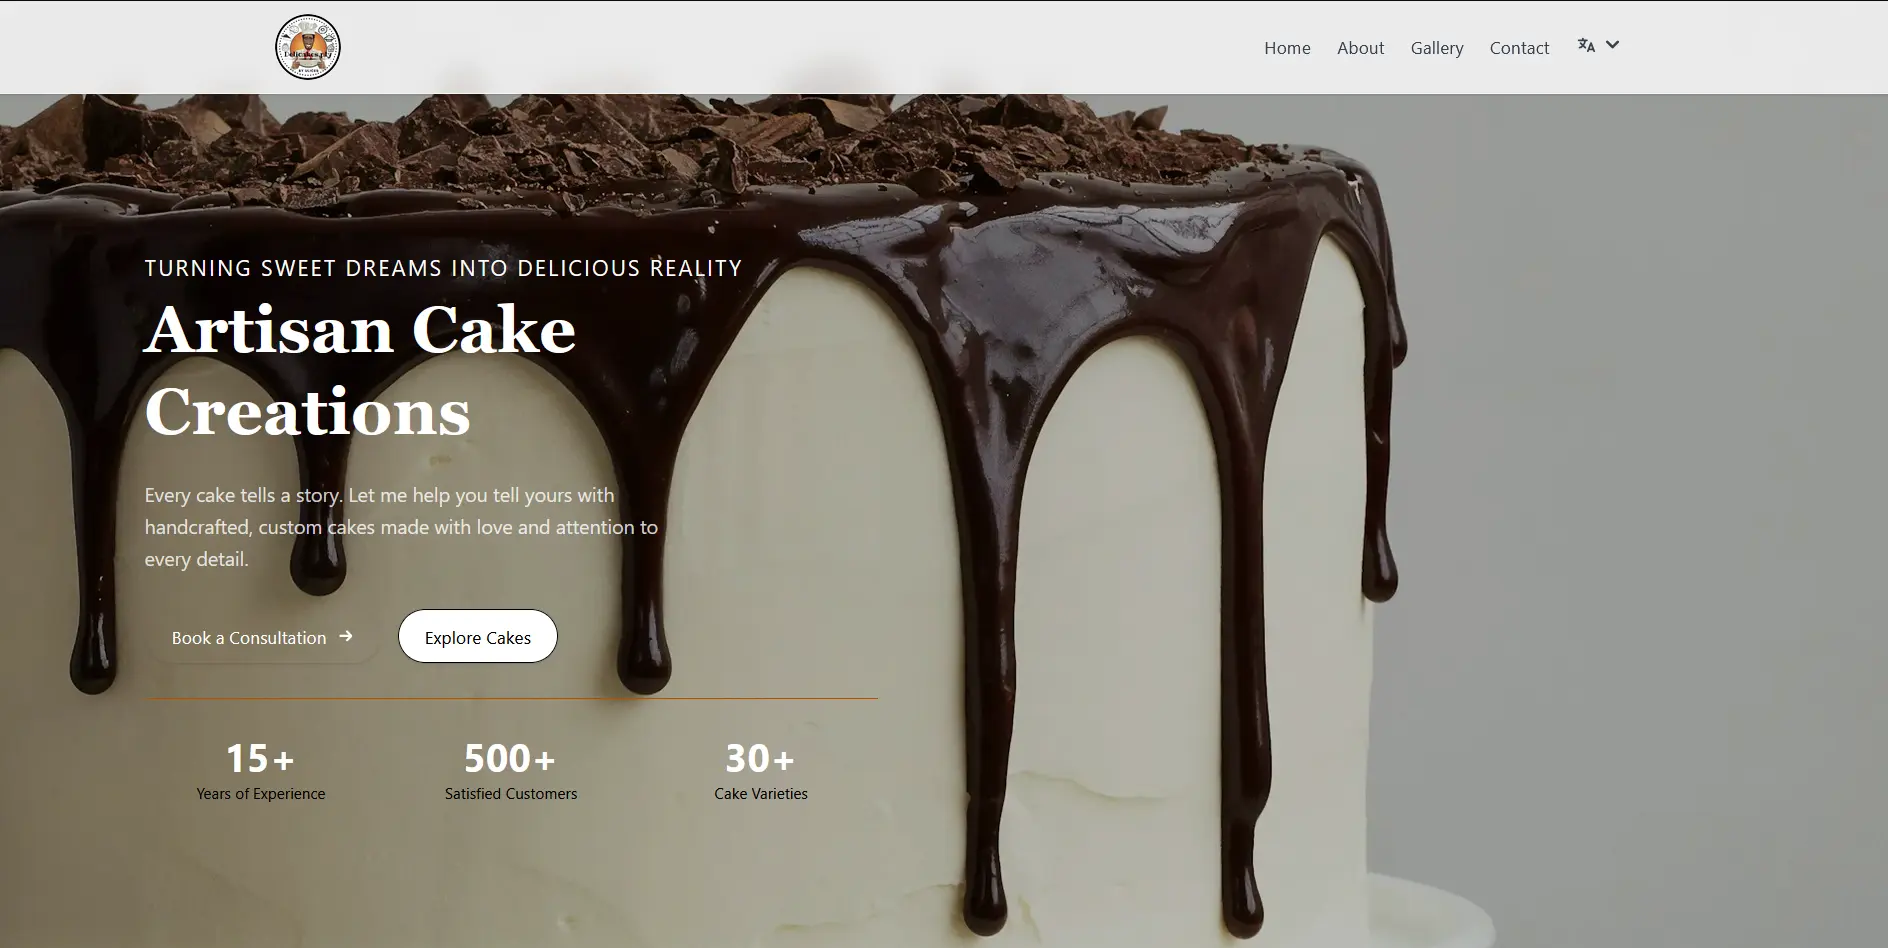 Home About Gallery Contact
TURNING SWEET DREAMS INTO DELICIOUS REALITY
Artisan Cake
Creations
Every cake tells a story. Let me help you tell yours with
handcrafted, custom cakes made with love and attention to
every detail.
Book a Consultation → Explore Cakes
15+ 500+ 30+
Years of Experience Satisfied Customers Cake Varieties